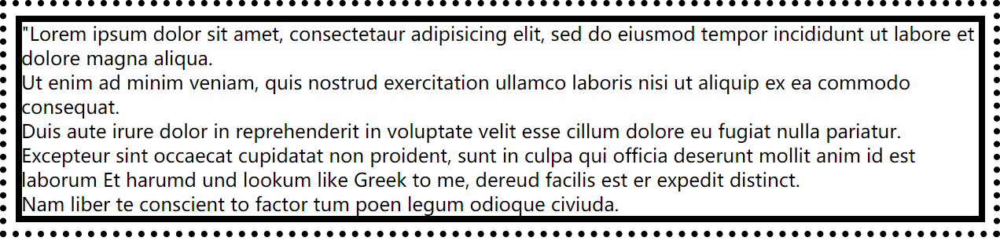 "Lorem ipsum dolor sit amet, consectetaur adipisicing elit, sed do eiusmod tempor incididunt ut labore et
dolore magna aliqua.
Ut enim ad minim veniam, quis nostrud exercitation ullamco laboris nisi ut aliquip ex ea commodo
consequat.
Duis aute irure dolor in reprehenderit in voluptate velit esse cillum dolore eu fugiat nulla pariatur.
Excepteur sint occaecat cupidatat non proident, sunt in culpa qui officia deserunt mollit anim id est
laborum Et harumd und lookum like Greek to me, dereud facilis est er expedit distinct.
Nam liber te conscient to factor tum poen legum odioque civiuda.